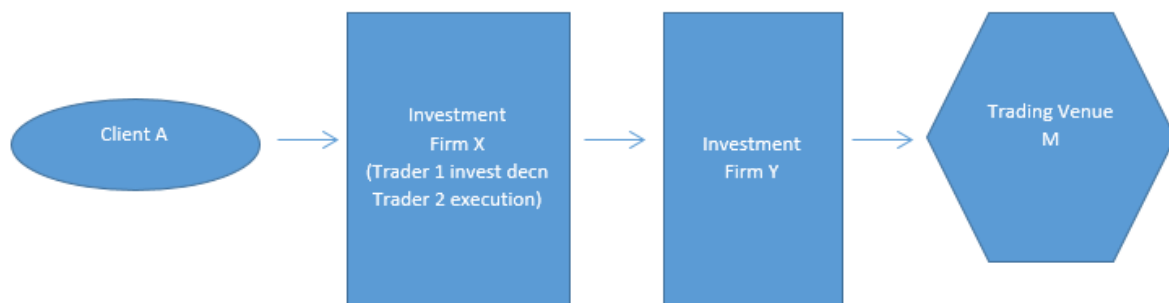 Client A
Investment
Firm X
(Trader 1 invest decn
Trader 2 execution)
Investment
Firm Y
Trading Venue
M